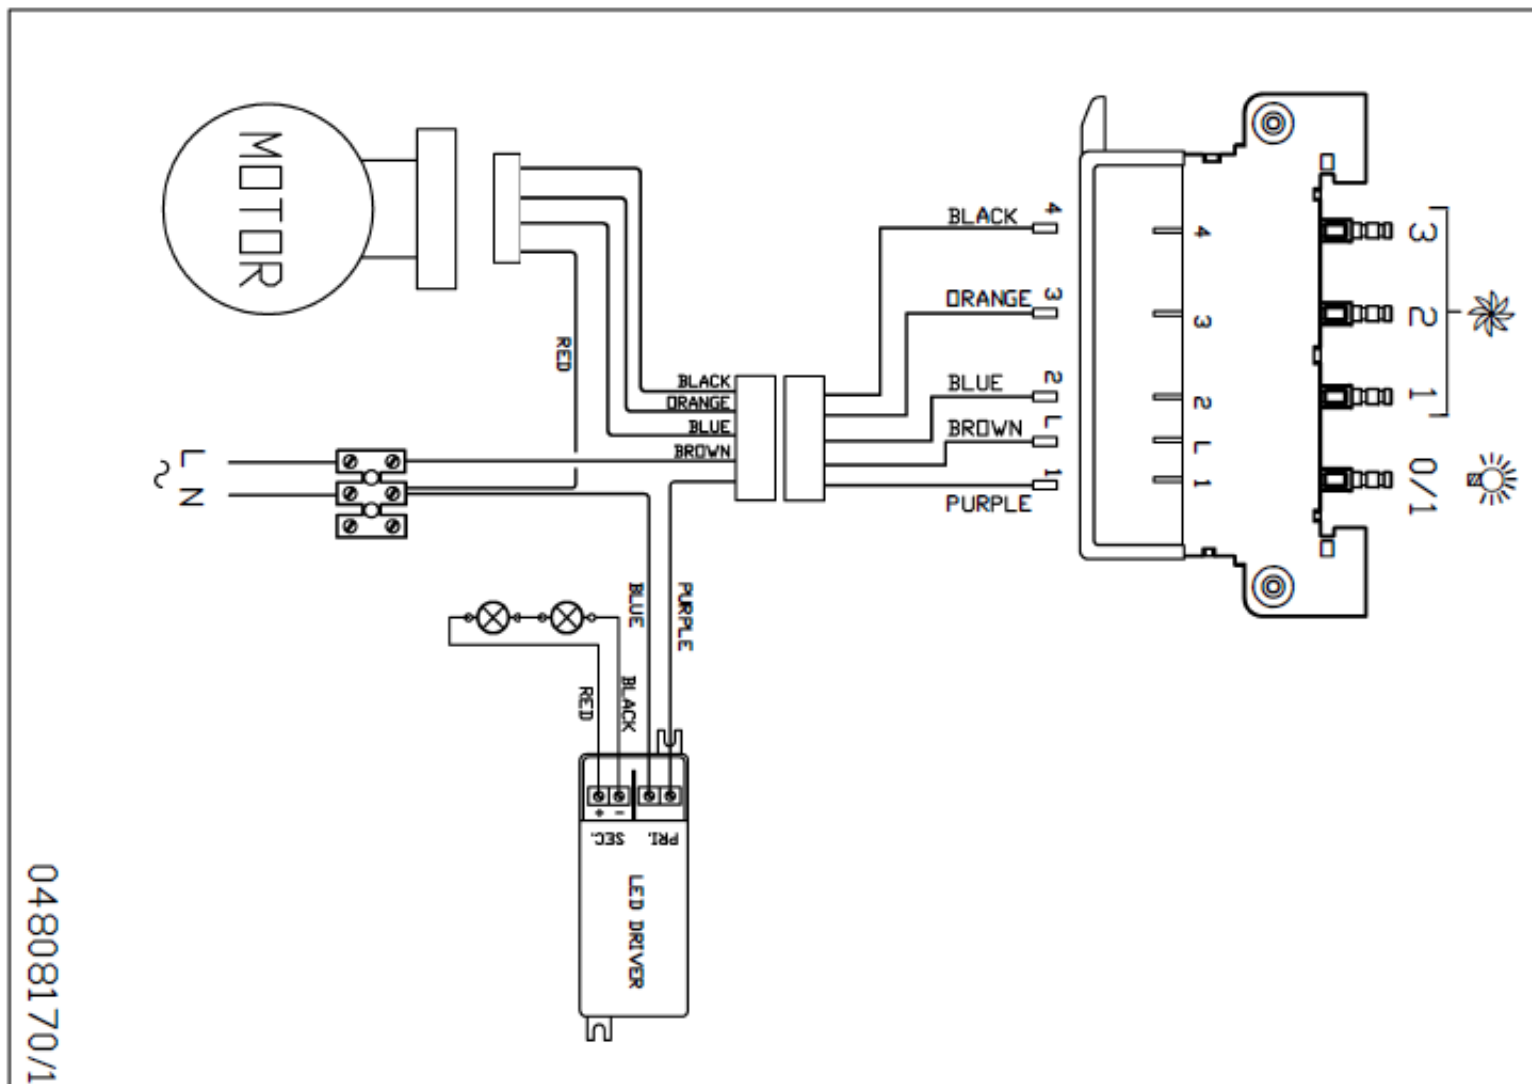 MOTOR
BLACK
4
4
3
ORANGE
3
3
2
RED
BLACK
ORANGE
BLUE
BROWN
BLUE
2
2
1
BROWN
L
L
PURPLE
1
1
0/1
L
N
~
BLUE
PURPLE
RED
BLACK
+
-
SEC.
PRI.
LED DRIVER
04808170/1